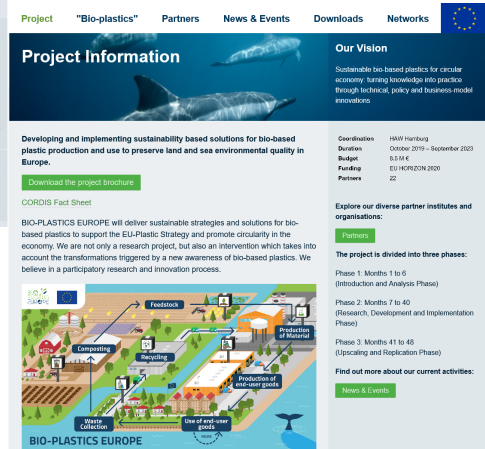 Project "Bio-plastics" Partners News & Events Downloads Networks
Project Information
Our Vision
Sustainable bio-based plastics for circular
economy: turning knowledge into practice
through technical, policy and business-model
innovations
Developing and implementing sustainability based solutions for bio-based
plastic production and use to preserve land and sea environmental quality in
Europe.
Download the project brochure
CORDIS Fact Sheet
BIO-PLASTICS EUROPE will deliver sustainable strategies and solutions for bio-
based plastics to support the EU-Plastic Strategy and promote circularity in the
economy. We are not only a research project, but also an intervention which takes into
account the transformations triggered by a new awareness of bio-based plastics. We
believe in a participatory research and innovation process.
Feedstock
Production
of Material
Composting
Recycling
Production of
end-user goods
Waste
Collection
Use of end-user
goods
REUSE
BIO-PLASTICS EUROPE
Coordination HAW Hamburg
Duration October 2019 – September 2023
Budget 8,5 M €
Funding EU HORIZON 2020
Partners 22
Explore our diverse partner institutes and
organisations:
Partners
The project is divided into three phases:
Phase 1: Months 1 to 6
(Introduction and Analysis Phase)
Phase 2: Months 7 to 40
(Research, Development and Implementation
Phase)
Phase 3: Months 41 to 48
(Upscaling and Replication Phase)
Find out more about our current activities:
News & Events